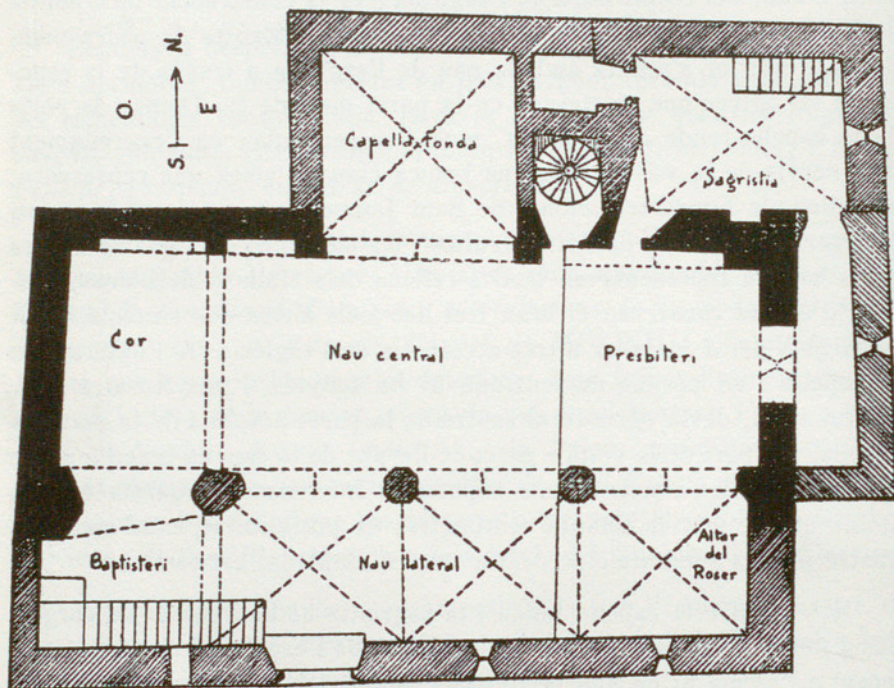 O.
N.
S.
E
Capella fonda
Sagristia
Cor
Nau central
Presbiteri
Baptisteri
Nau lateral
Altar
del
Roser